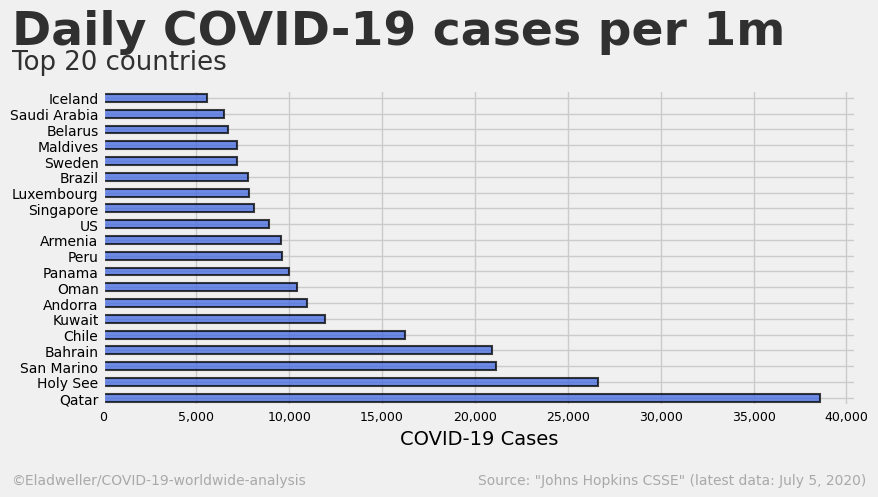 Daily COVID-19 cases per 1m
Top 20 countries
Iceland
Saudi Arabia
Belarus
Maldives
Sweden
Brazil
Luxembourg
Singapore
US
Armenia
Peru
Panama
Oman
Andorra
Kuwait
Chile
Bahrain
San Marino
Holy See
Qatar
0 5,000 10,000 15,000 20,000 25,000 30,000 35,000 40,000
COVID-19 Cases
©Eladweller/COVID-19-worldwide-analysis Source: "Johns Hopkins CSSE" (latest data: July 5, 2020)